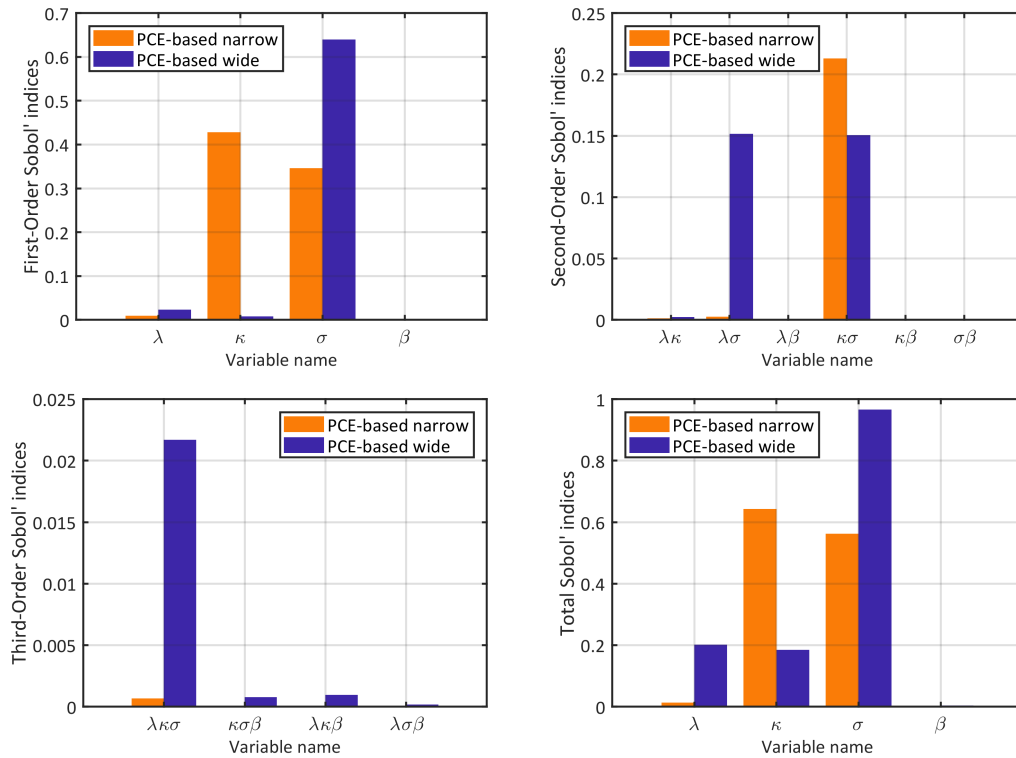 First-Order Sobol' indices
0.7
0.6
0.5
0.4
0.3
0.2
0.1
0
PCE-based narrow
PCE-based wide
λ κ σ β
Variable name
Second-Order Sobol' indices
0.25
0.2
0.15
0.1
0.05
0
PCE-based narrow
PCE-based wide
λκ λσ λβ κσ κβ σβ
Variable name
Third-Order Sobol' indices
0.025
0.02
0.015
0.01
0.005
0
PCE-based narrow
PCE-based wide
λκσ κσβ λκβ λσβ
Variable name
Total Sobol' indices
1
0.8
0.6
0.4
0.2
0
PCE-based narrow
PCE-based wide
λ κ σ β
Variable name